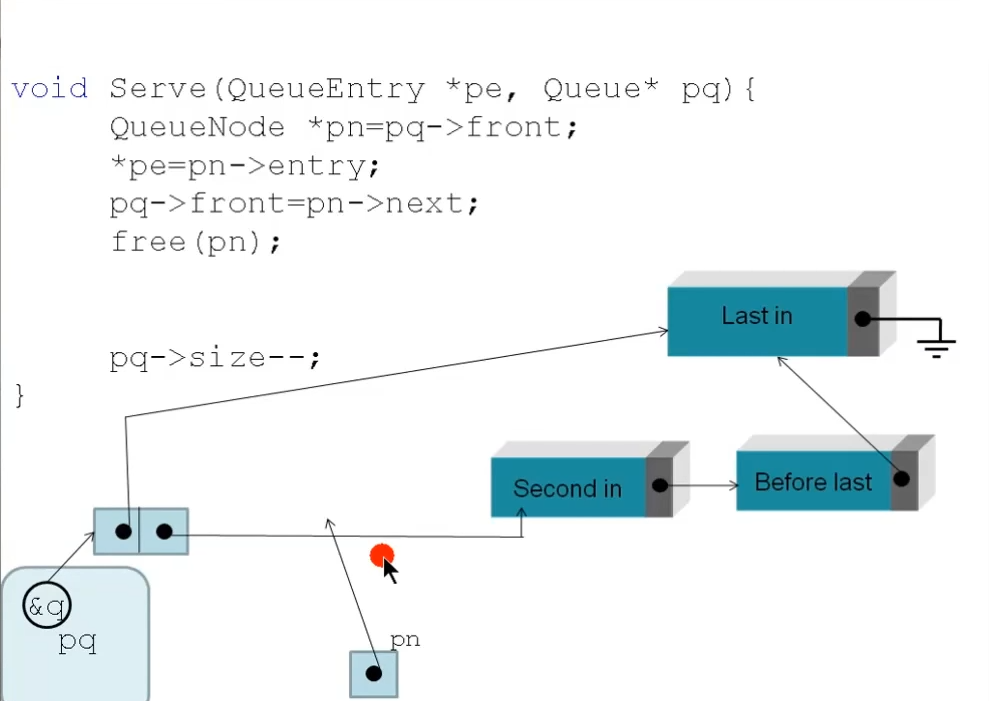 void Serve(QueueEntry *pe, Queue* pq){
QueueNode *pn=pq->front;
*pe=pn->entry;
pq->front=pn->next;
free(pn);
pq->size--;
}
Last in
Second in
Before last
&q
pq
pn